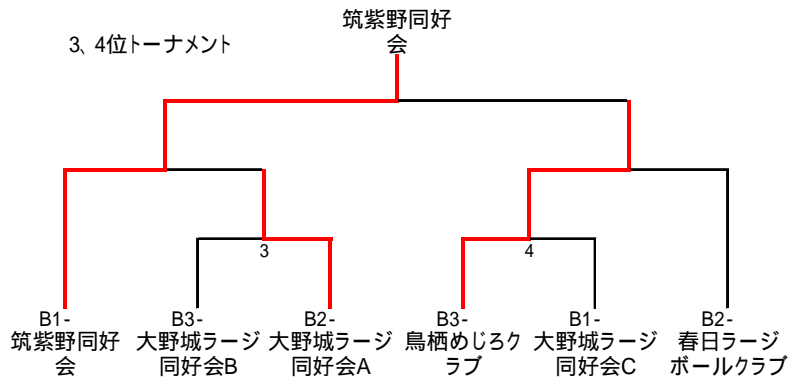 筑紫野同好
会
3、4位トーナメント
3
4
B1-
筑紫野同好
会
B3-
大野城ラージ
同好会B
B2-
大野城ラージ
同好会A
B3-
鳥栖めじろク
ラブ
B1-
大野城ラージ
同好会C
B2-
春日ラージ
ボールクラブ